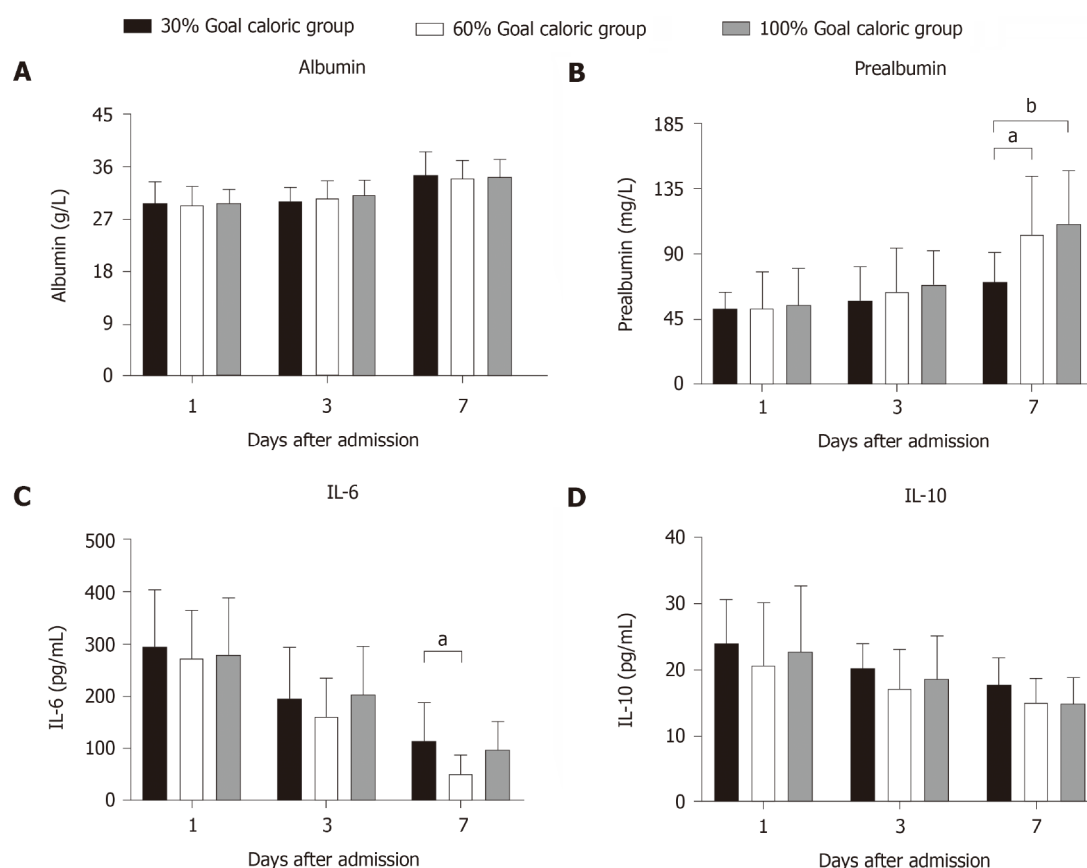 30% Goal caloric group 60% Goal caloric group 100% Goal caloric group
A
Albumin
45
36
27
18
9
0
Albumin (g/L)
1 3 7
Days after admission
B
Prealbumin
185
135
90
45
0
Prealbumin (mg/L)
b
a
1 3 7
Days after admission
C
IL-6
500
400
300
200
100
0
IL-6 (pg/mL)
a
1 3 7
Days after admission
D
IL-10
40
30
20
10
0
IL-10 (pg/mL)
1 3 7
Days after admission